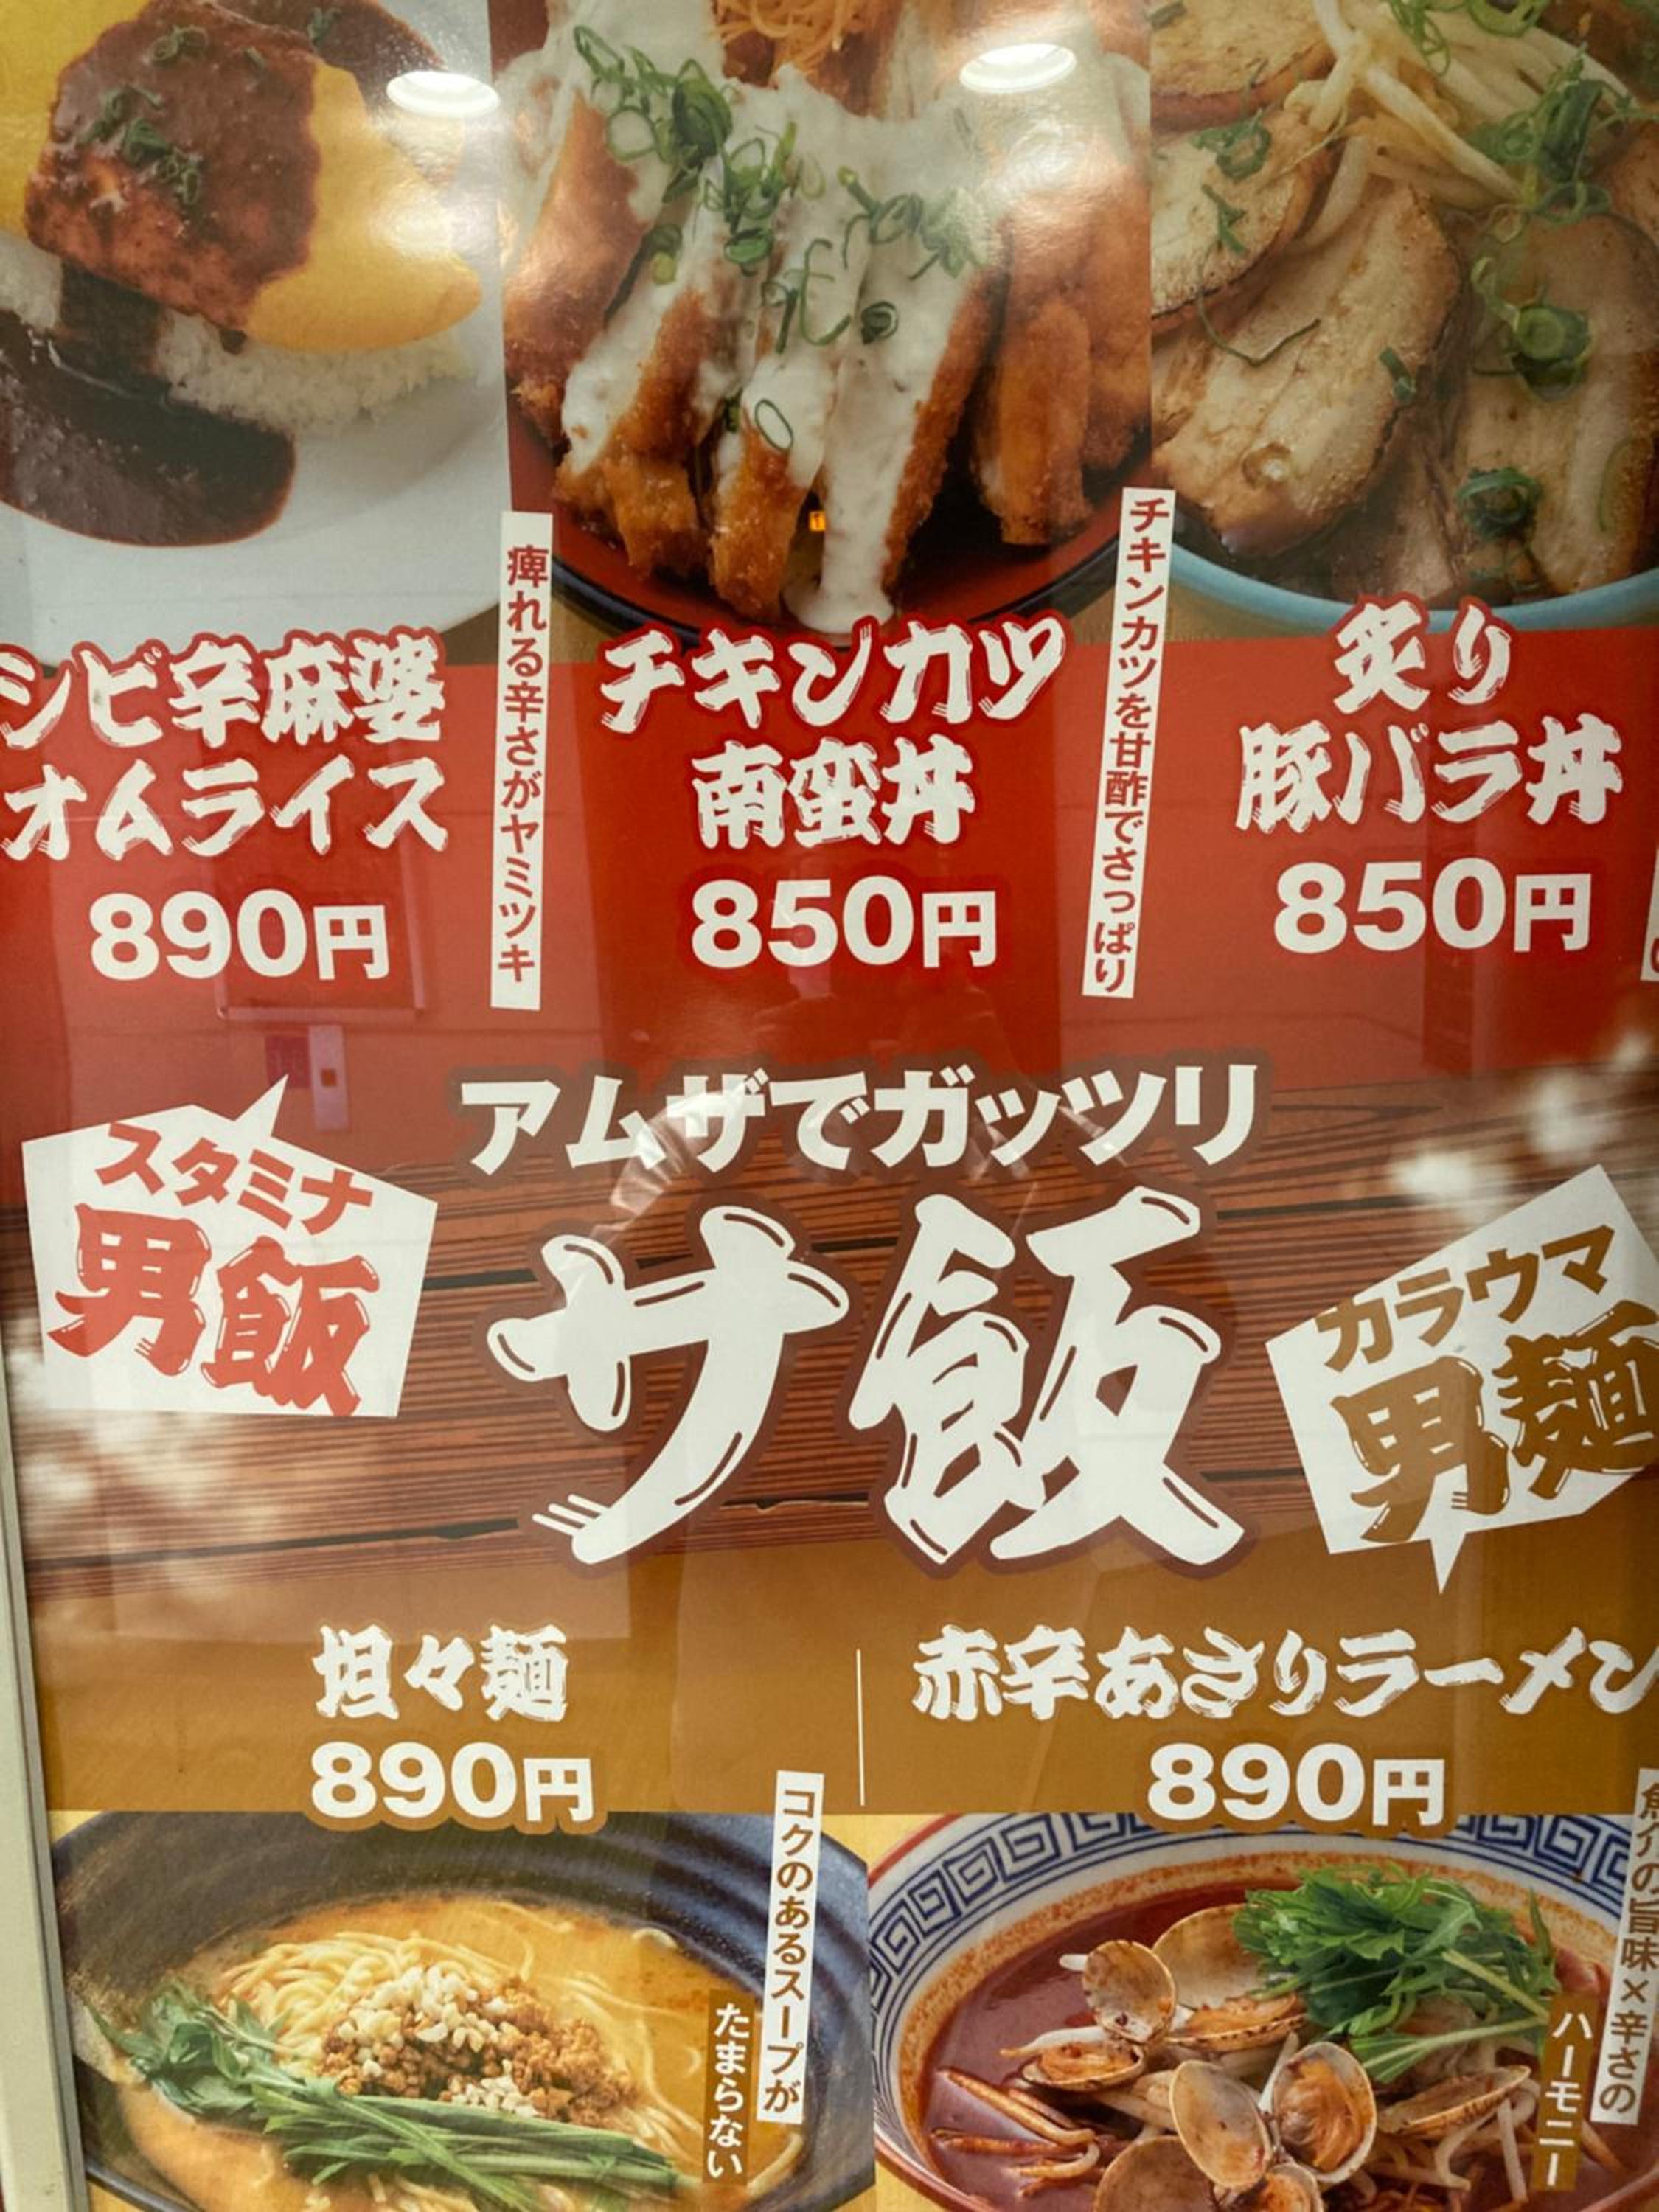 シビ辛麻婆
オムライス
890円
痺れる辛さがヤミツキ
チキンカツ
南蛮丼
850円
チキンカツを甘酢でさっぱり
炙り
豚バラ丼
850円
アムザでガッツリ
サ飯
スタミナ
男飯
カラウマ
男麺
坦々麺
890円
コクのあるスープが
たまらない
赤辛あさりラーメン
890円
魚介の旨味×辛さの
ハーモニー